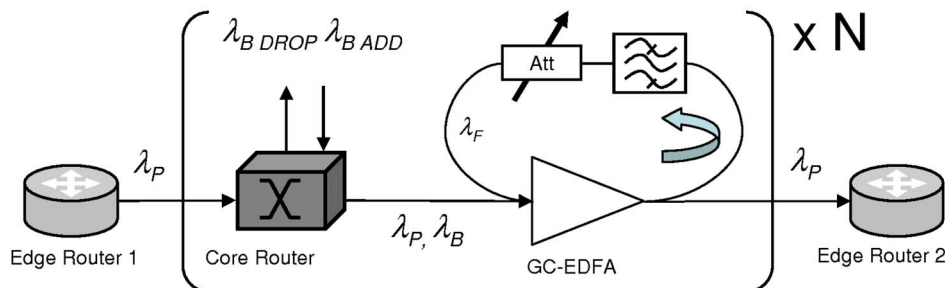 λB DROP λB ADD
x N
Att
λF
λP
λP
λP, λB
Edge Router 1
Core Router
GC-EDFA
Edge Router 2